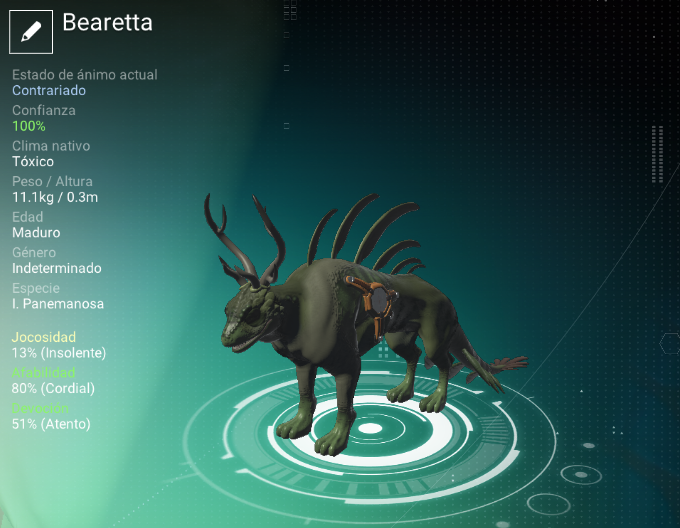 Bearetta
Estado de ánimo actual
Contrariado
Confianza
100%
Clima nativo
Tóxico
Peso / Altura
11.1kg / 0.3m
Edad
Maduro
Género
Indeterminado
Especie
I. Panemanosa
Jocosidad
13% (Insolente)
Afabilidad
80% (Cordial)
Devoción
51% (Atento)